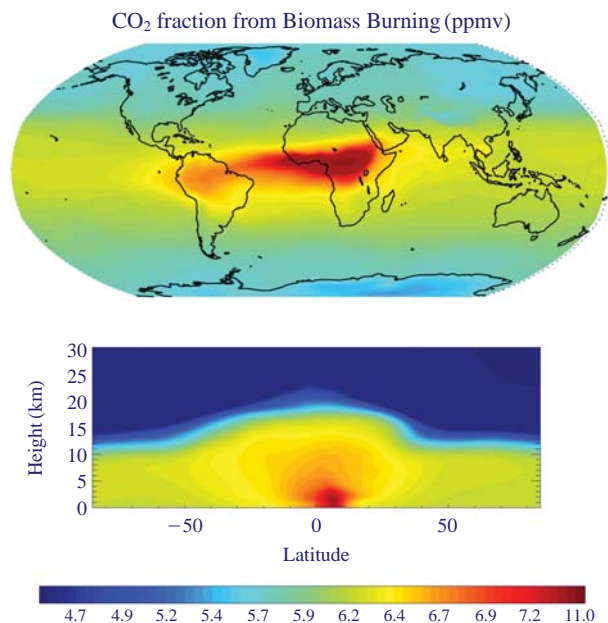 CO₂ fraction from Biomass Burning (ppmv)
30
25
20
15
10
5
0
Height (km)
−50 0 50
Latitude
4.7 4.9 5.2 5.4 5.7 5.9 6.2 6.4 6.7 6.9 7.2 11.0